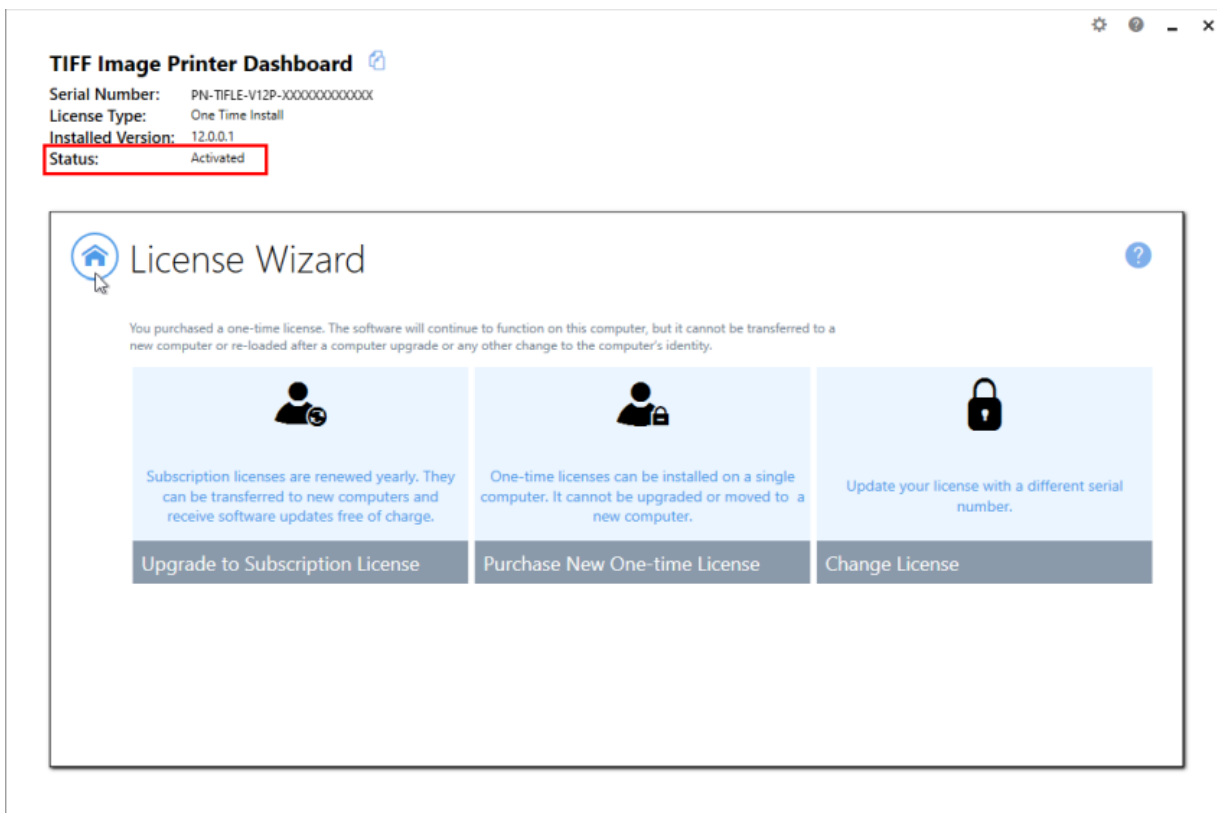 TIFF Image Printer Dashboard
Serial Number: PN-TIFLE-V12P-XXXXXXXXXXXX
License Type: One Time Install
Installed Version: 12.0.0.1
Status: Activated
License Wizard
You purchased a one-time license. The software will continue to function on this computer, but it cannot be transferred to a
new computer or re-loaded after a computer upgrade or any other change to the computer's identity.
Subscription licenses are renewed yearly. They
can be transferred to new computers and
receive software updates free of charge.
Upgrade to Subscription License
One-time licenses can be installed on a single
computer. It cannot be upgraded or moved to a
new computer.
Purchase New One-time License
Update your license with a different serial
number.
Change License